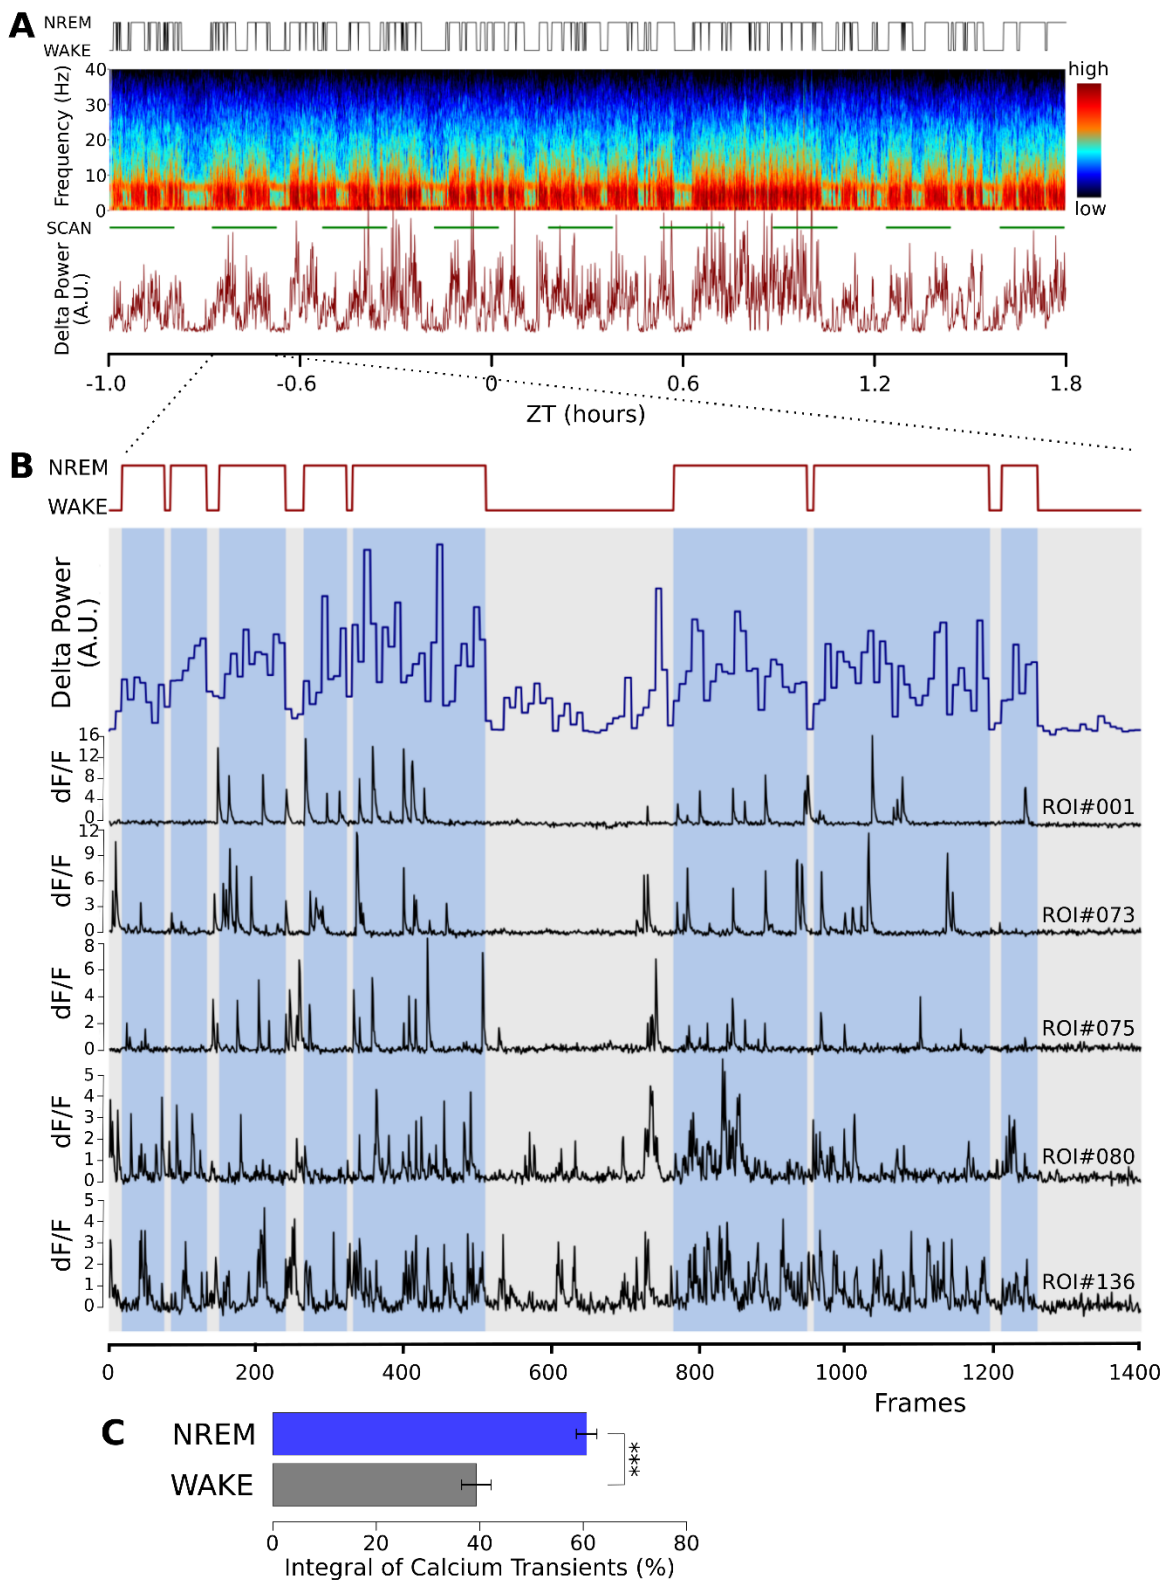 A
NREM
WAKE
Frequency (Hz)
40
30
20
10
0
high
low
SCAN
Delta Power
(A.U.)
-1.0
-0.6
0
0.6
1.2
1.8
ZT (hours)
B
NREM
WAKE
Delta Power
(A.U.)
dF/F
16
12
8
4
0
ROI#001
dF/F
12
9
6
3
0
ROI#073
dF/F
8
6
4
2
0
ROI#075
dF/F
5
4
3
2
1
0
ROI#080
dF/F
5
4
3
2
1
0
ROI#136
0
200
400
600
800
1000
1200
1400
Frames
C
NREM
WAKE
***
0
20
40
60
80
Integral of Calcium Transients (%)